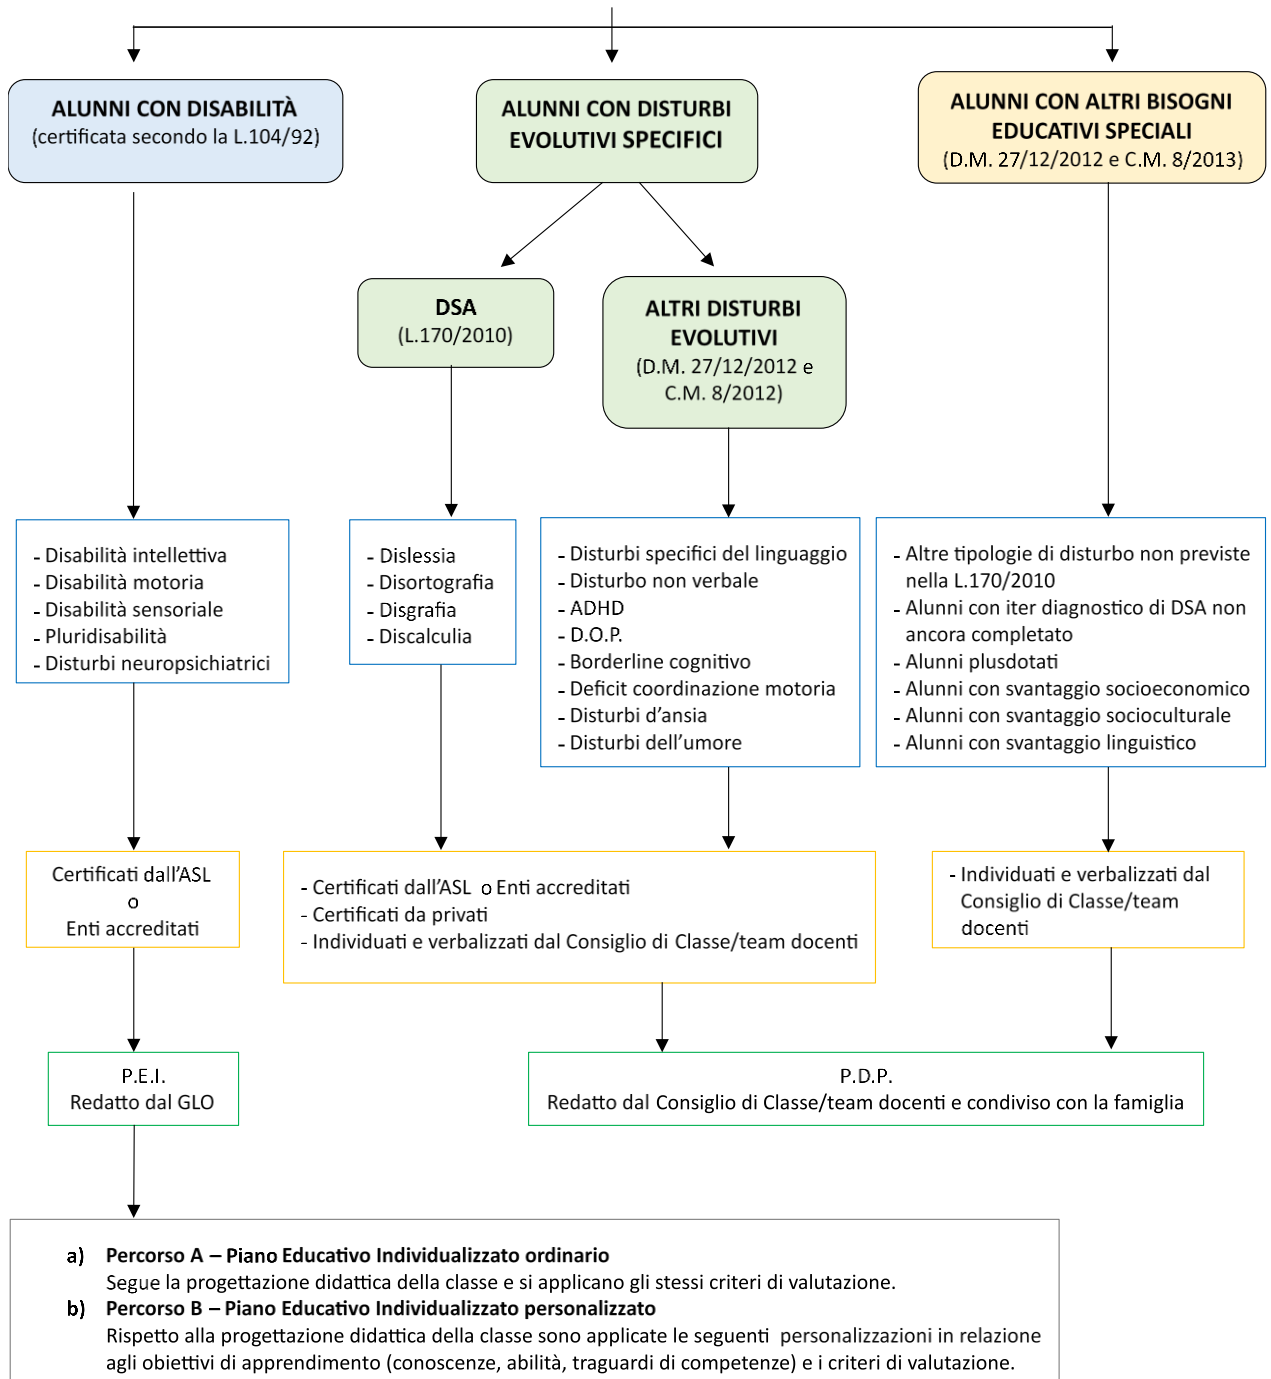 ALUNNI CON DISABILITÀ
(certificata secondo la L.104/92)
ALUNNI CON DISTURBI
EVOLUTIVI SPECIFICI
ALUNNI CON ALTRI BISOGNI
EDUCATIVI SPECIALI
(D.M. 27/12/2012 e C.M. 8/2013)
DSA
(L.170/2010)
ALTRI DISTURBI
EVOLUTIVI
(D.M. 27/12/2012 e
C.M. 8/2012)
- Disabilità intellettiva
- Disabilità motoria
- Disabilità sensoriale
- Pluridisabilità
- Disturbi neuropsichiatrici
- Dislessia
- Disortografia
- Disgrafia
- Discalculia
- Disturbi specifici del linguaggio
- Disturbo non verbale
- ADHD
- D.O.P.
- Borderline cognitivo
- Deficit coordinazione motoria
- Disturbi d'ansia
- Disturbi dell'umore
- Altre tipologie di disturbo non previste
nella L.170/2010
- Alunni con iter diagnostico di DSA non
ancora completato
- Alunni plusdotati
- Alunni con svantaggio socioeconomico
- Alunni con svantaggio socioculturale
- Alunni con svantaggio linguistico
Certificati dall'ASL
o
Enti accreditati
- Certificati dall'ASL o Enti accreditati
- Certificati da privati
- Individuati e verbalizzati dal Consiglio di Classe/team docenti
- Individuati e verbalizzati dal
Consiglio di Classe/team
docenti
P.E.I.
Redatto dal GLO
P.D.P.
Redatto dal Consiglio di Classe/team docenti e condiviso con la famiglia
a) Percorso A – Piano Educativo Individualizzato ordinario
Segue la progettazione didattica della classe e si applicano gli stessi criteri di valutazione.
b) Percorso B – Piano Educativo Individualizzato personalizzato
Rispetto alla progettazione didattica della classe sono applicate le seguenti personalizzazioni in relazione
agli obiettivi di apprendimento (conoscenze, abilità, traguardi di competenze) e i criteri di valutazione.